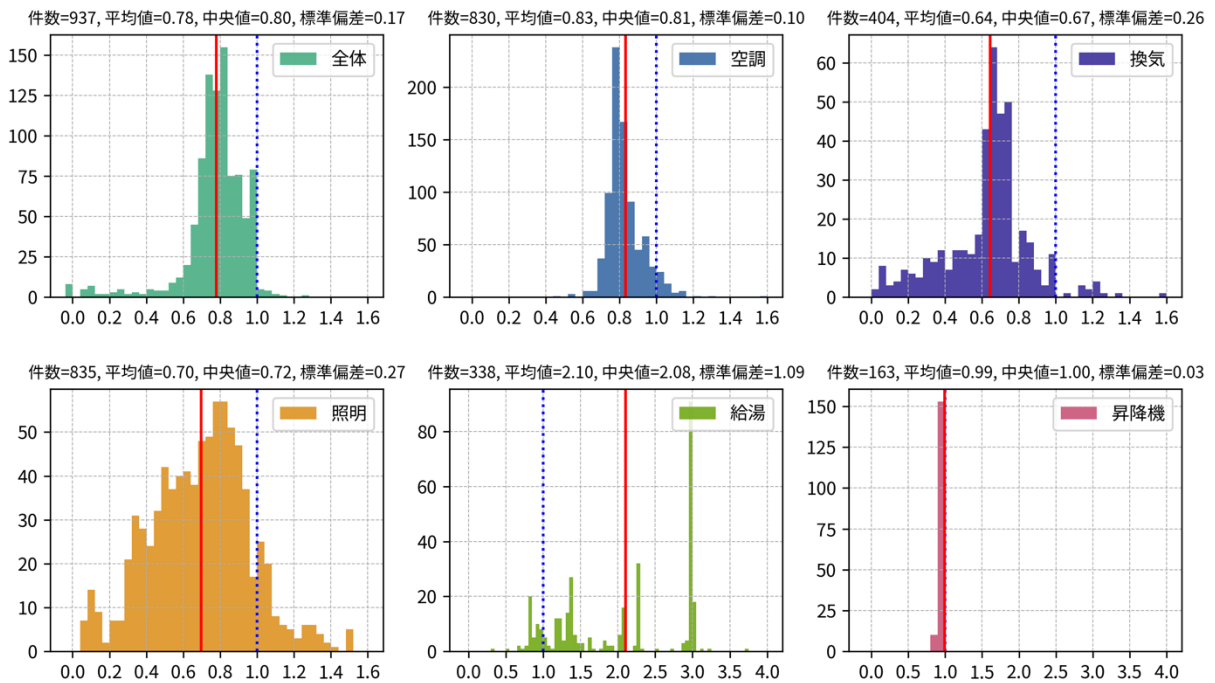 件数=937, 平均値=0.78, 中央値=0.80, 標準偏差=0.17
150
125
100
75
50
25
0
全体
0.0 0.2 0.4 0.6 0.8 1.0 1.2 1.4 1.6
件数=830, 平均値=0.83, 中央値=0.81, 標準偏差=0.10
200
150
100
50
0
空調
0.0 0.2 0.4 0.6 0.8 1.0 1.2 1.4 1.6
件数=404, 平均値=0.64, 中央値=0.67, 標準偏差=0.26
60
50
40
30
20
10
0
換気
0.0 0.2 0.4 0.6 0.8 1.0 1.2 1.4 1.6
件数=835, 平均値=0.70, 中央値=0.72, 標準偏差=0.27
50
40
30
20
10
0
照明
0.0 0.2 0.4 0.6 0.8 1.0 1.2 1.4 1.6
件数=338, 平均値=2.10, 中央値=2.08, 標準偏差=1.09
80
60
40
20
0
給湯
0.0 0.5 1.0 1.5 2.0 2.5 3.0 3.5 4.0
件数=163, 平均値=0.99, 中央値=1.00, 標準偏差=0.03
150
125
100
75
50
25
0
昇降機
0.0 0.5 1.0 1.5 2.0 2.5 3.0 3.5 4.0